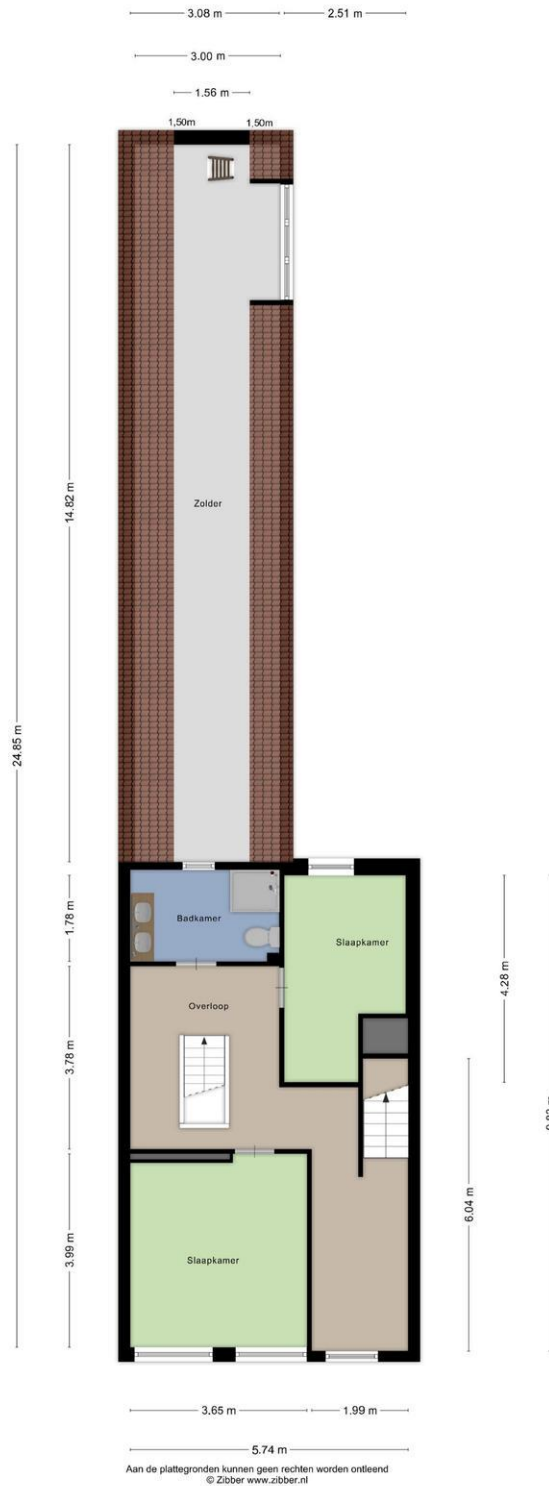 3.08 m 2.51 m
3.00 m
1.56 m
1,50m 1,50m
24.85 m
14.82 m
Zolder
1.78 m
Badkamer
Slaapkamer
4.28 m
Overloop
3.78 m
6.04 m
3.99 m
Slaapkamer
3.65 m 1.99 m
5.74 m
Aan de plattegronden kunnen geen rechten worden ontleend
© Zibber www.zibber.nl